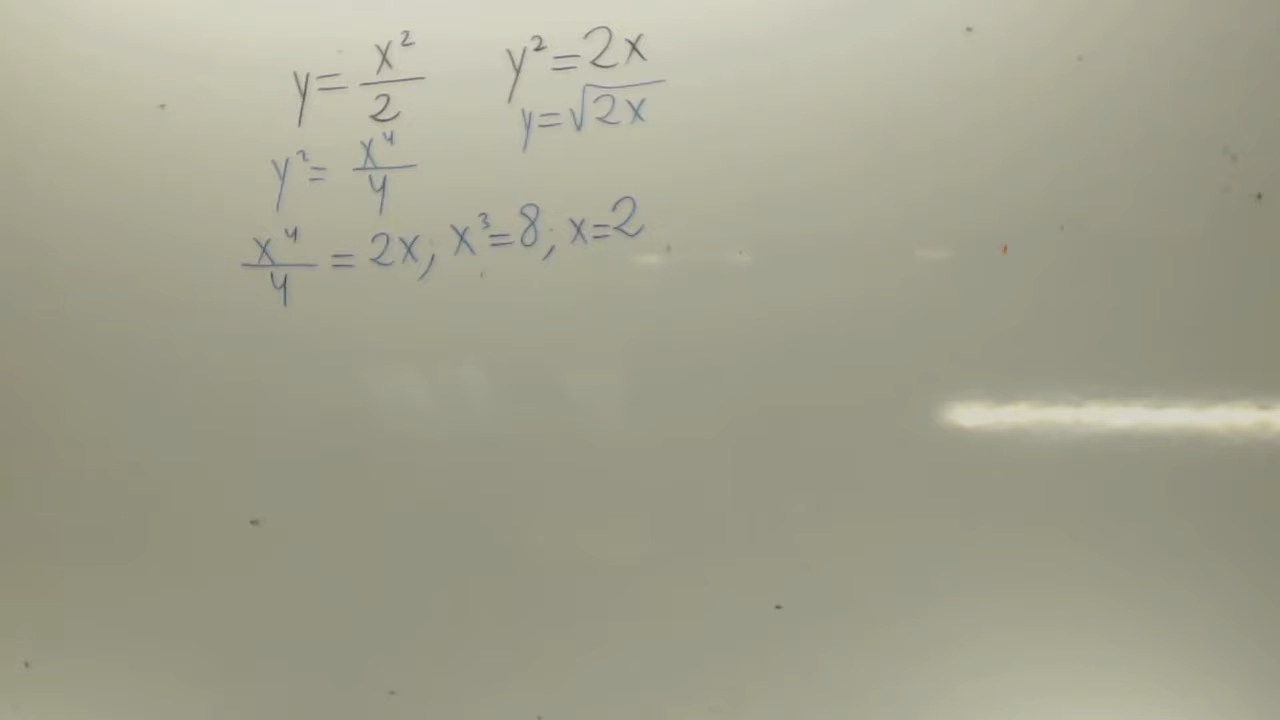 y = x²/2    y² = 2x
y² = x⁴/4    y = √2x
x⁴/4 = 2x, x³ = 8, x = 2